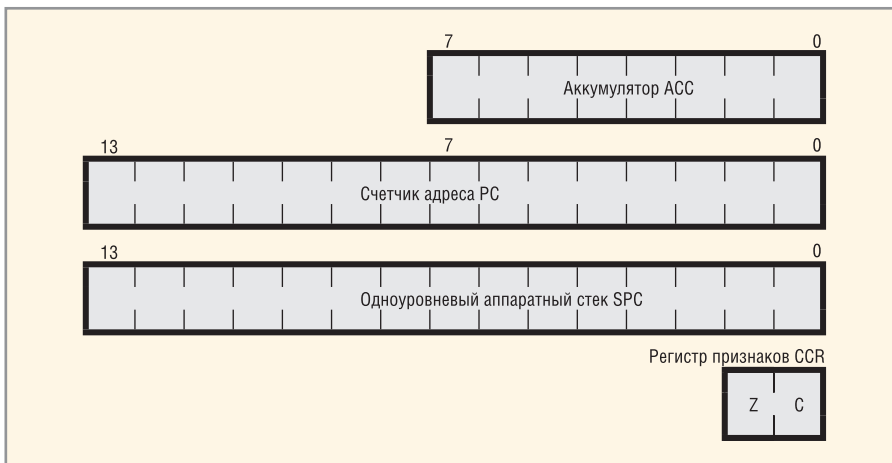 7 0
Аккумулятор ACC
13 7 0
Счетчик адреса PC
13 0
Одноуровневый аппаратный стек SPC
Регистр признаков CCR
Z C